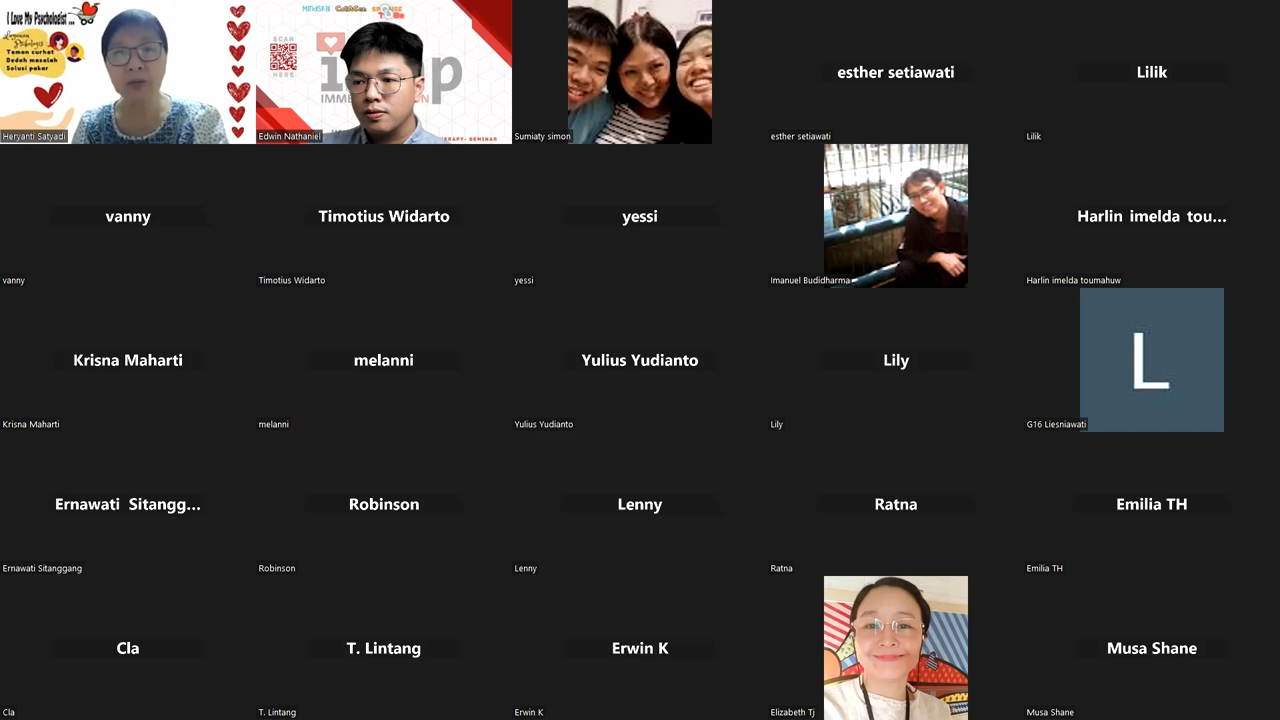 I Love My Psychologist ...
Layanan
Psikologi
Teman curhat
Bedah masalah
Solusi pakar
Heryanti Satyadi
MindSkill
SCAN
HERE
Edwin Nathaniel
Sumiaty simon
esther setiawati
esther setiawati
Lilik
Lilik
vanny
vanny
Timotius Widarto
Timotius Widarto
yessi
yessi
Imanuel Budidharma
Harlin imelda tou...
Harlin imelda toumahuw
Krisna Maharti
Krisna Maharti
melanni
melanni
Yulius Yudianto
Yulius Yudianto
Lily
Lily
L
G16 Liesniawati
Ernawati Sitangg...
Ernawati Sitanggang
Robinson
Robinson
Lenny
Lenny
Ratna
Ratna
Emilia TH
Emilia TH
Cla
Cla
T. Lintang
T. Lintang
Erwin K
Erwin K
Elizabeth Tj
Musa Shane
Musa Shane